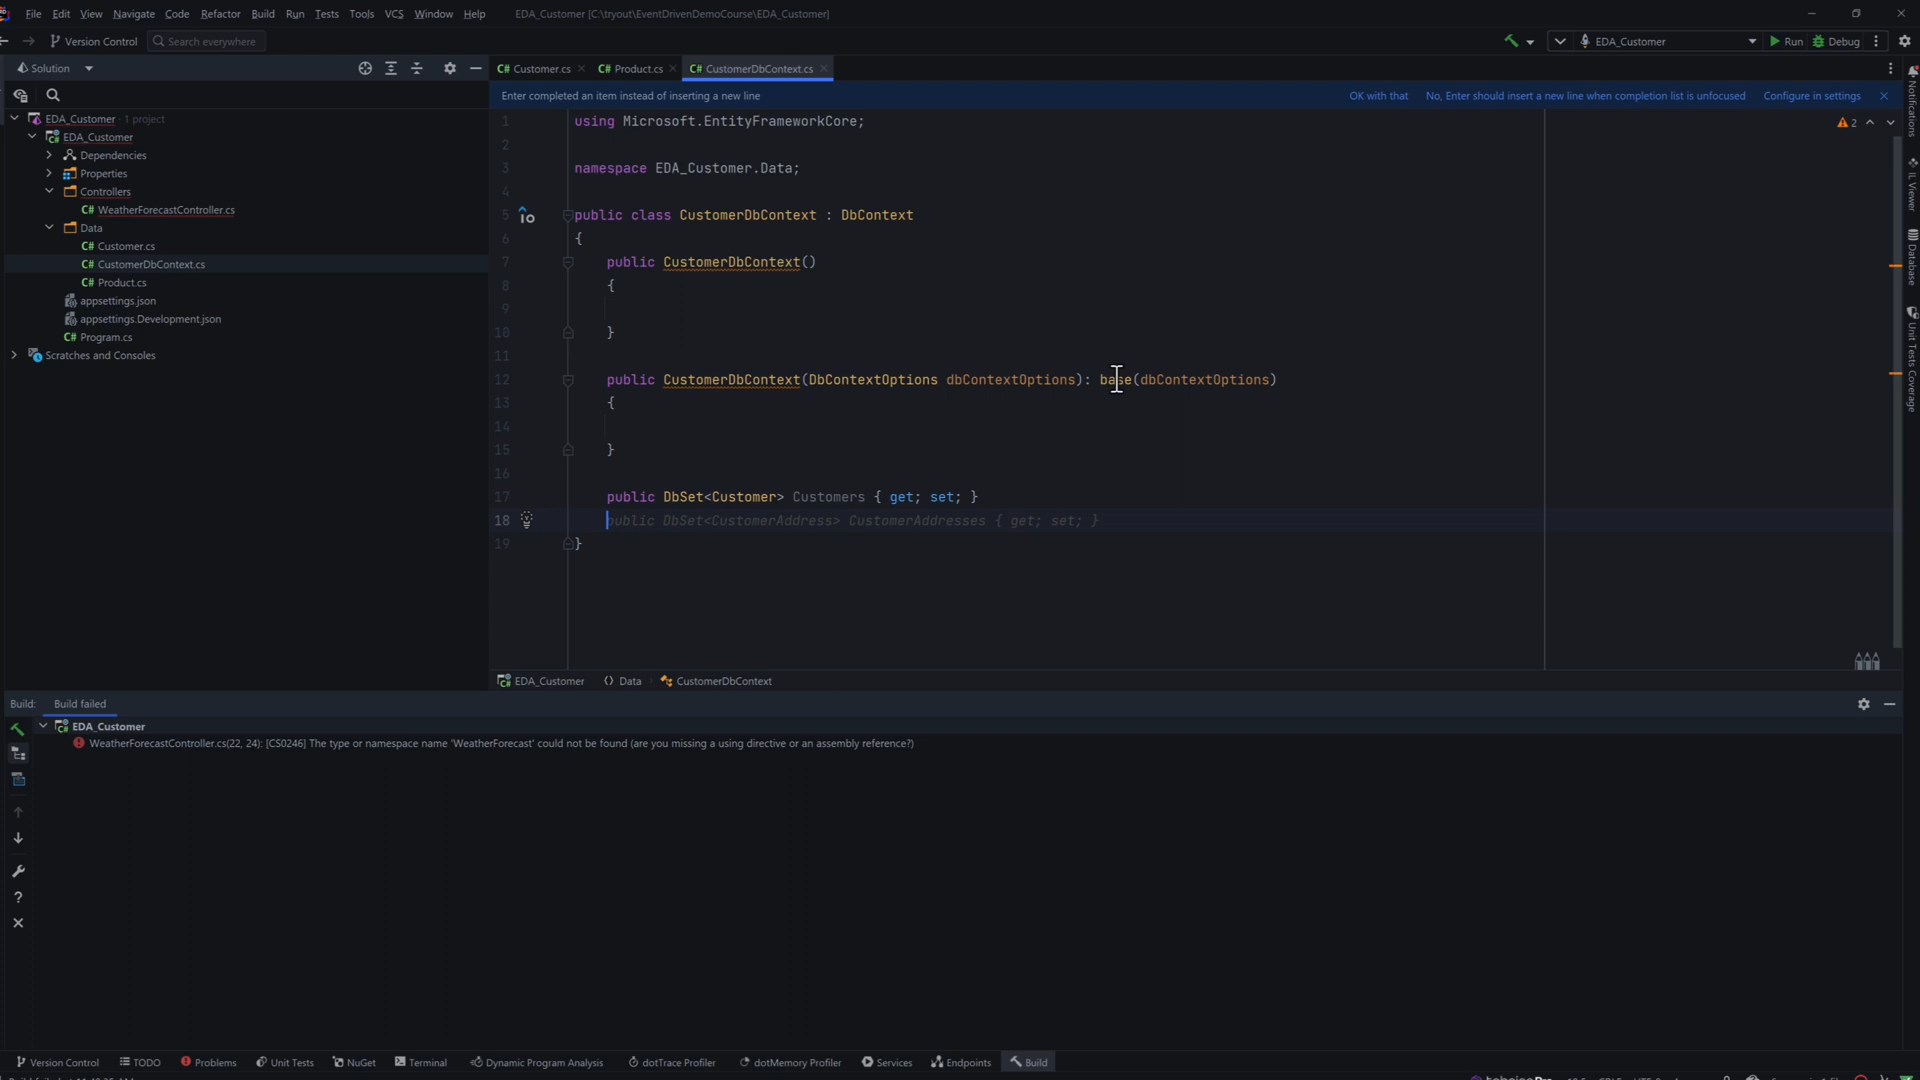 File Edit View Navigate Code Refactor Build Run Tests Tools VCS Window Help EDA_Customer [C:\tryout\EventDrivenDemoCourse\EDA_Customer]
Version Control Search everywhere EDA_Customer Run Debug
Solution Customer.cs Product.cs CustomerDbContext.cs
Enter completed an item instead of inserting a new line OK with that No, Enter should insert a new line when completion list is unfocused Configure in settings
EDA_Customer · 1 project
EDA_Customer
Dependencies
Properties
Controllers
C# WeatherForecastController.cs
Data
C# Customer.cs
C# CustomerDbContext.cs
C# Product.cs
appsettings.json
appsettings.Development.json
C# Program.cs
Scratches and Consoles
2
1 using Microsoft.EntityFrameworkCore;
2
3 namespace EDA_Customer.Data;
4
5 public class CustomerDbContext : DbContext
6 {
7 public CustomerDbContext()
8 {
9
10 }
11
12 public CustomerDbContext(DbContextOptions dbContextOptions): base(dbContextOptions)
13 {
14
15 }
16
17 public DbSet<Customer> Customers { get; set; }
18 public DbSet<CustomerAddress> CustomerAddresses { get; set; }
19 }
Notifications
IL Viewer
Database
Unit Tests Coverage
EDA_Customer Data CustomerDbContext
Build: Build failed
EDA_Customer
WeatherForecastController.cs(22, 24): [CS0246] The type or namespace name 'WeatherForecast' could not be found (are you missing a using directive or an assembly reference?)
Version Control TODO Problems Unit Tests NuGet Terminal Dynamic Program Analysis dotTrace Profiler dotMemory Profiler Services Endpoints Build